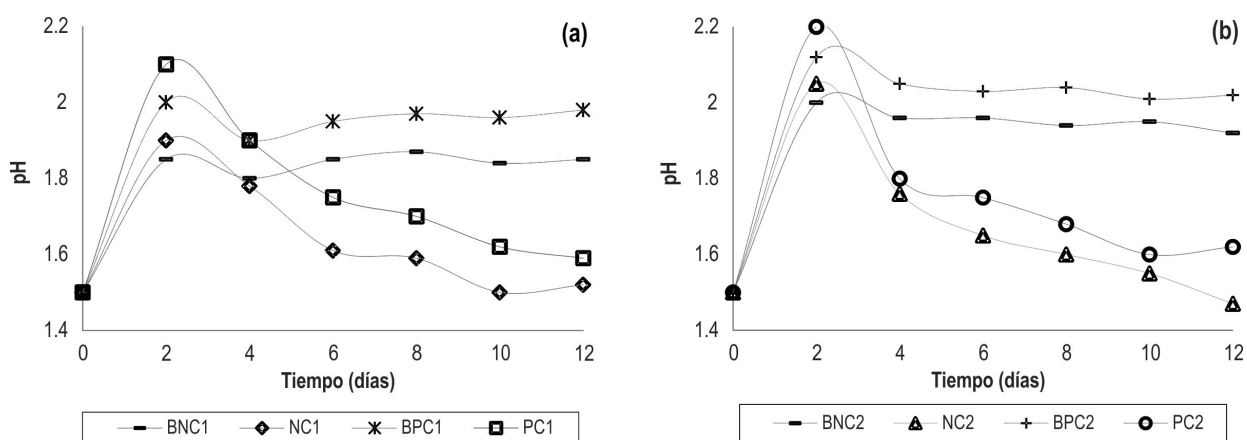 (a)
pH
2.2
2
1.8
1.6
1.4
0 2 4 6 8 10 12
Tiempo (días)
BNC1 NC1 BPC1 PC1
(b)
pH
2.2
2
1.8
1.6
1.4
0 2 4 6 8 10 12
Tiempo (días)
BNC2 NC2 BPC2 PC2